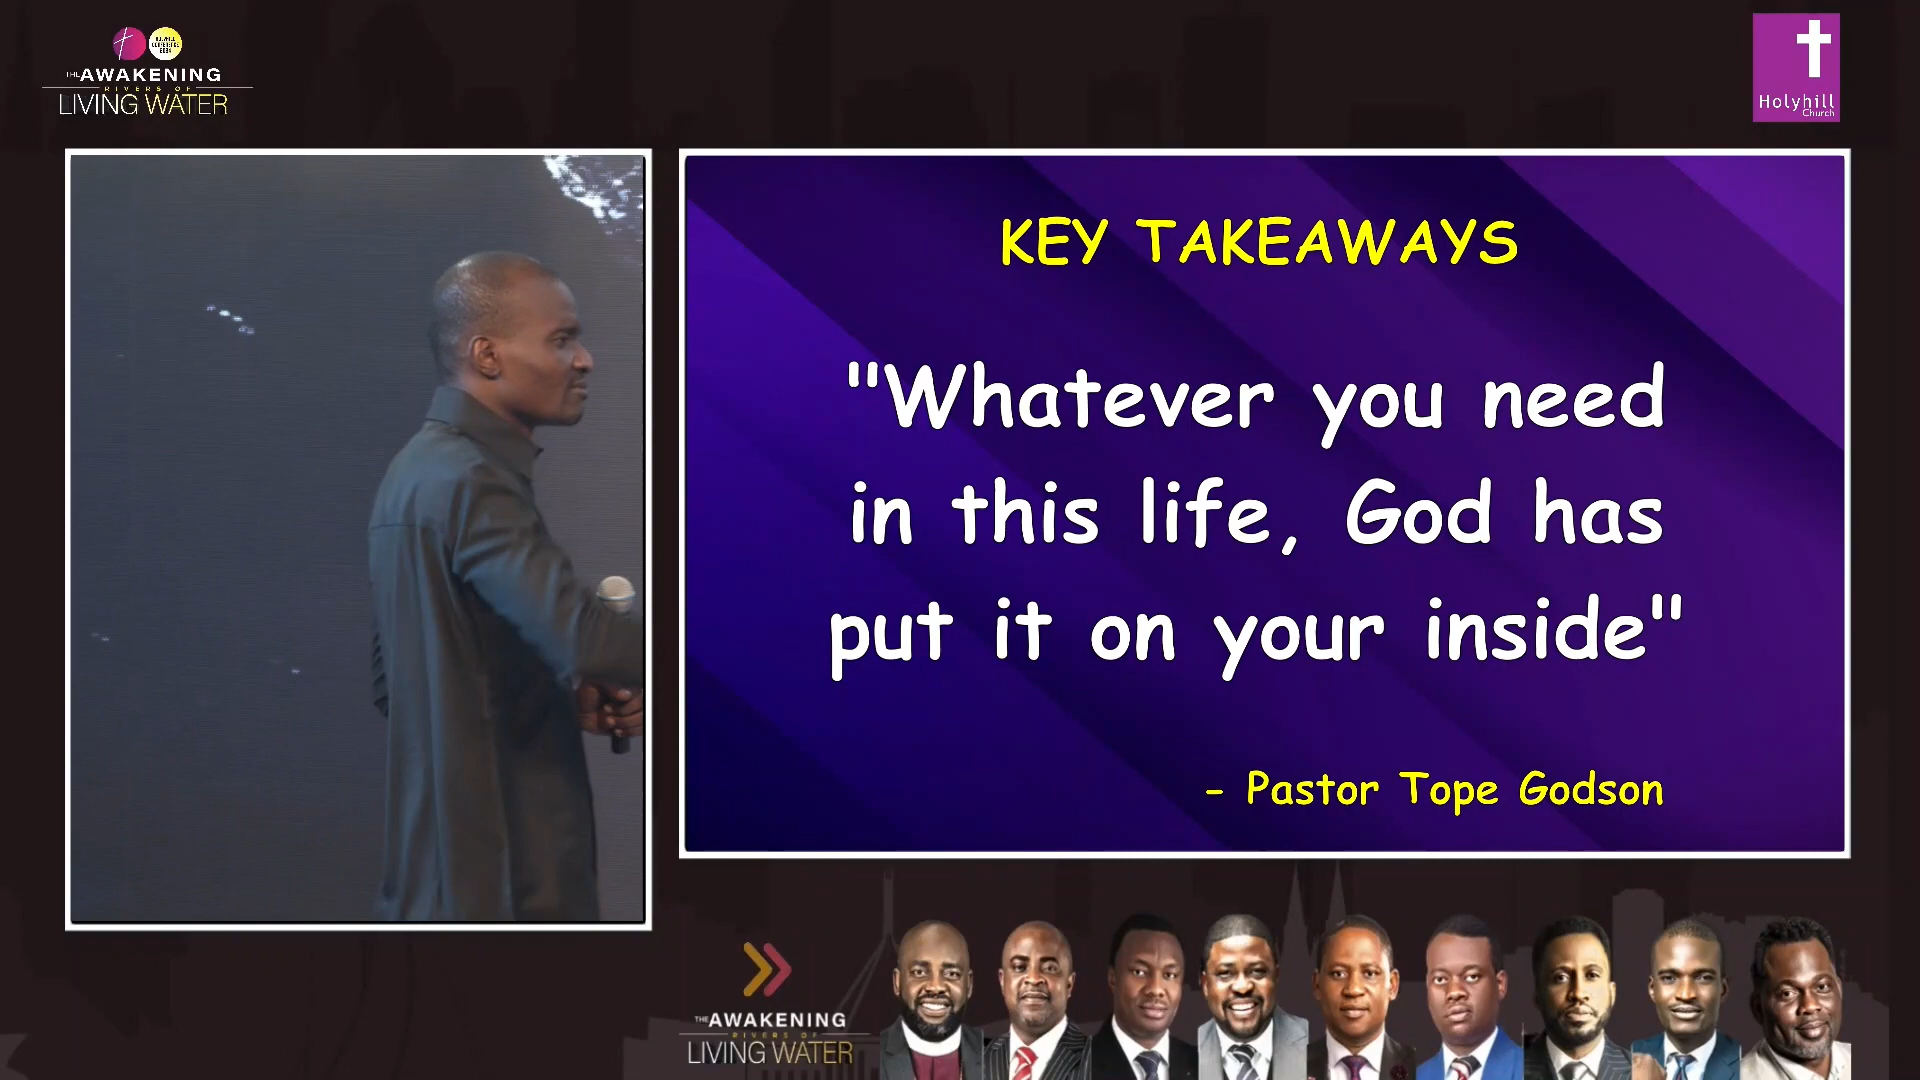 THE AWAKENING
RIVERS OF
LIVING WATER
Holyhill
Church
KEY TAKEAWAYS
"Whatever you need
in this life, God has
put it on your inside"
- Pastor Tope Godson
THE AWAKENING
RIVERS OF
LIVING WATER